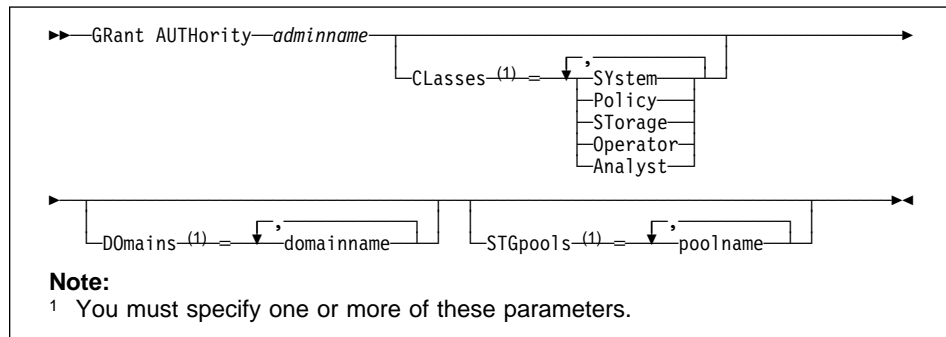 GRant AUTHority adminname
,
CLasses (1) = SYstem
Policy
STorage
Operator
Analyst
, ,
DOmains (1) = domainname STGpools (1) = poolname
Note:
1 You must specify one or more of these parameters.